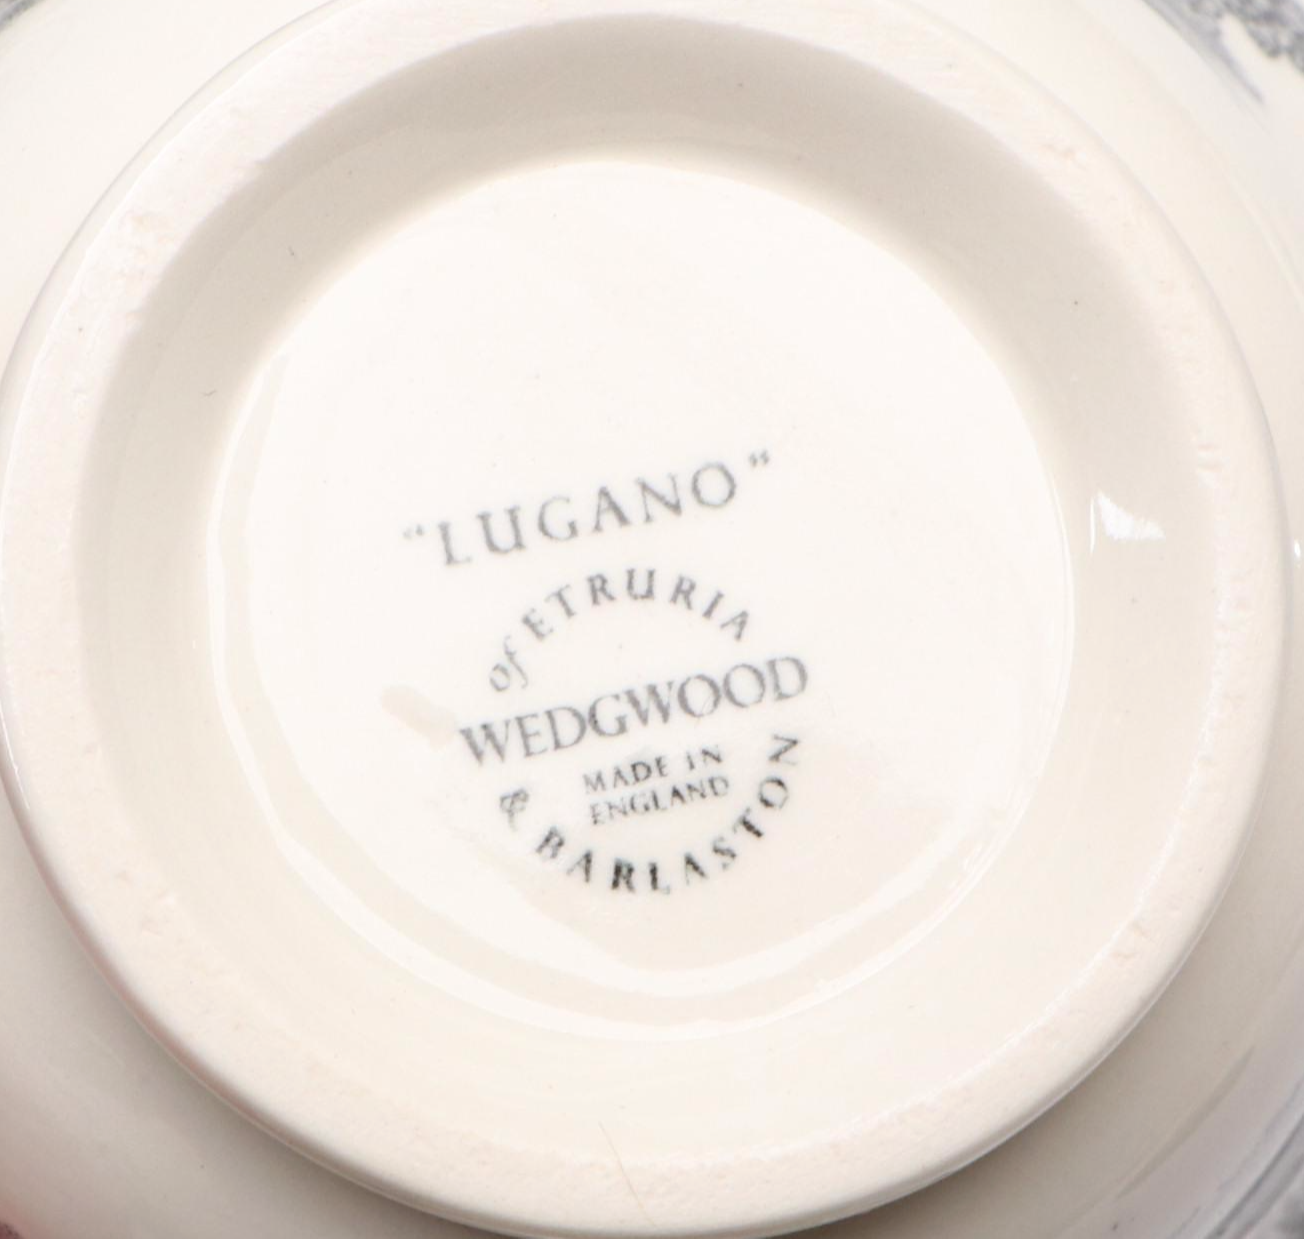 "LUGANO"
of ETRURIA
WEDGWOOD
MADE IN
ENGLAND
& BARLASTON